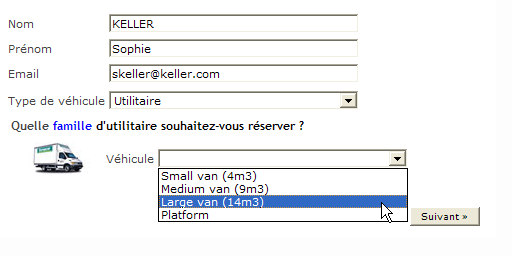 Nom KELLER
Prénom Sophie
Email skeller@keller.com
Type de véhicule Utilitaire
Quelle famille d'utilitaire souhaitez-vous réserver ?
Véhicule
Small van (4m3)
Medium van (9m3)
Large van (14m3)
Platform
Suivant »